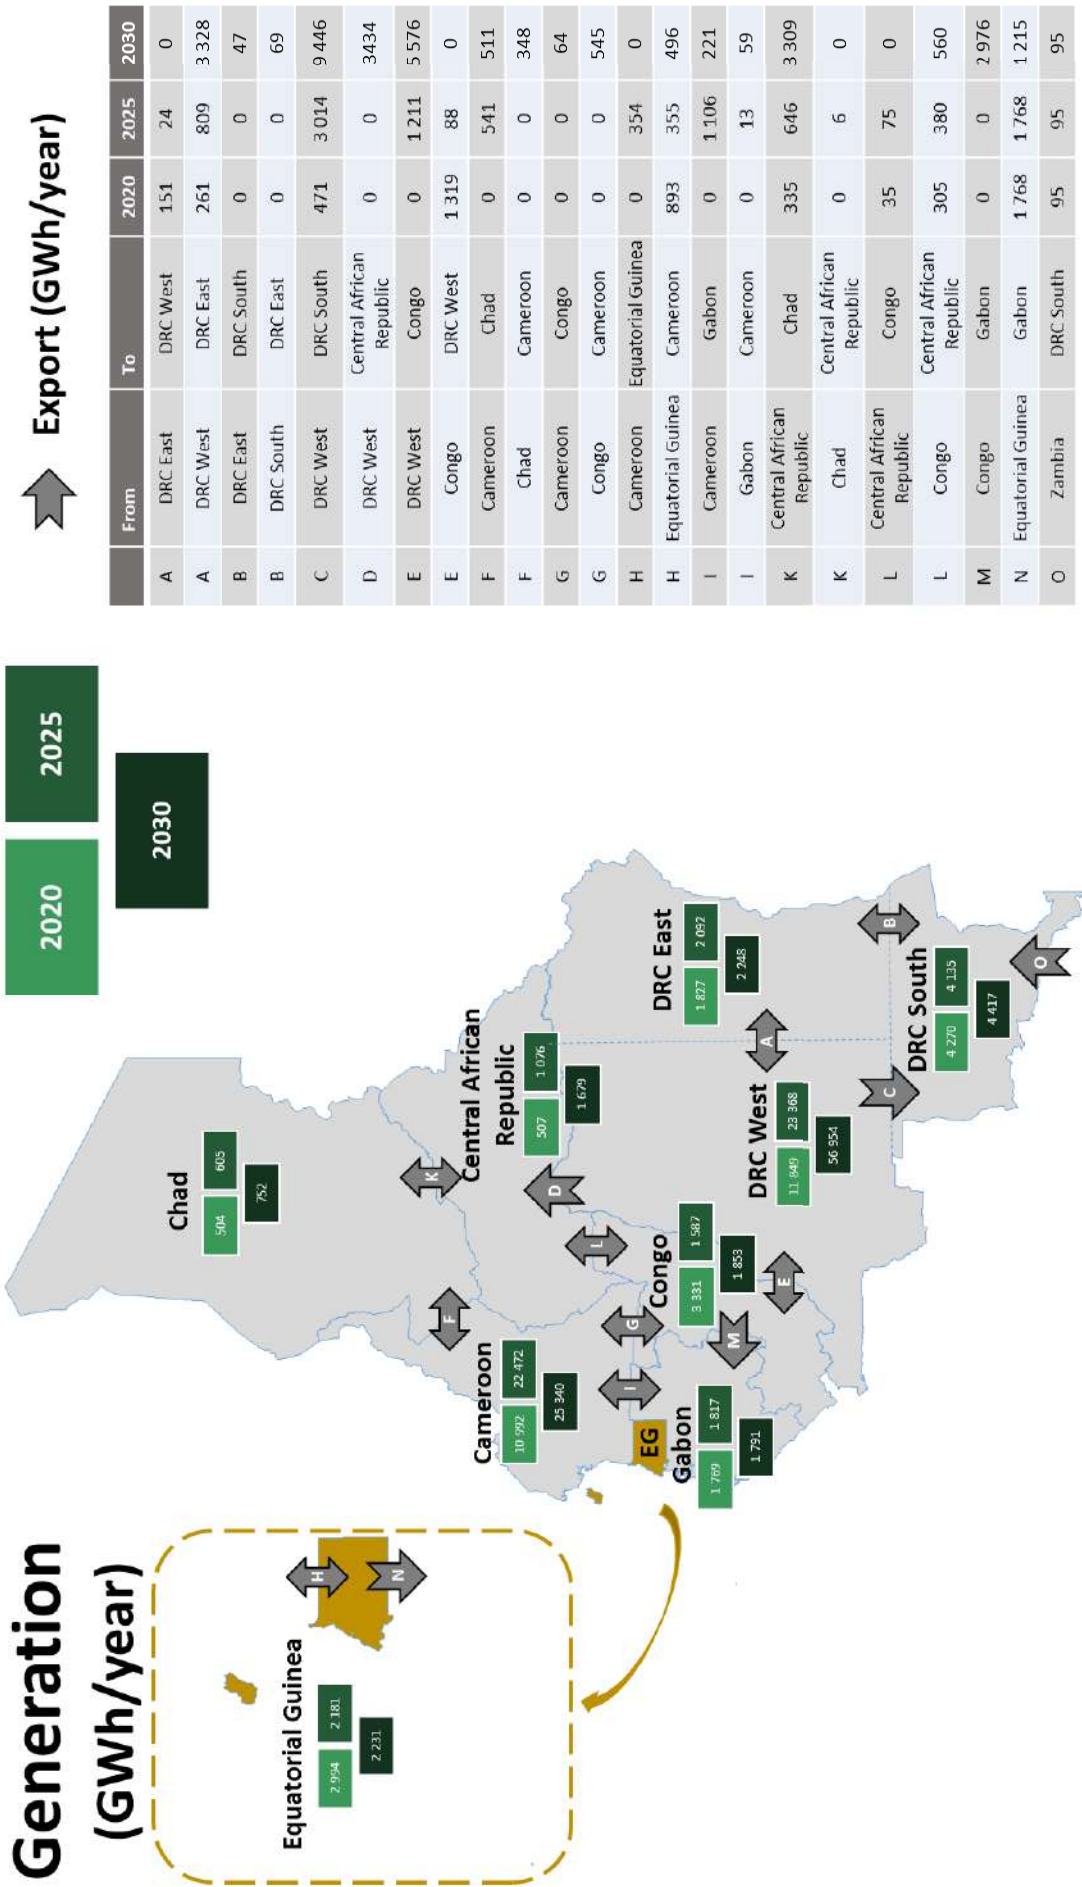 Generation
(GWh/year)
2020
2025
2030
Export (GWh/year)
Equatorial Guinea
2 994
2 181
2 231
H
N
Chad
504
605
752
Cameroon
10 992
22 472
25 340
EG
Gabon
1 769
1 817
1 791
Central African
Republic
507
1 076
1 679
Congo
3 331
1 587
1 853
DRC West
11 849
23 368
56 954
DRC East
1 827
2 092
2 248
DRC South
4 270
4 135
4 417
F
K
I
G
L
D
M
E
A
C
B
O
From To 2020 2025 2030
A DRC East DRC West 151 24 0
A DRC West DRC East 261 809 3 328
B DRC East DRC South 0 0 47
B DRC South DRC East 0 0 69
C DRC West DRC South 471 3 014 9 446
D DRC West Central African Republic 0 0 3434
E DRC West Congo 0 1 211 5 576
E Congo DRC West 1 319 88 0
F Cameroon Chad 0 541 511
F Chad Cameroon 0 0 348
G Cameroon Congo 0 0 64
G Congo Cameroon 0 0 545
H Cameroon Equatorial Guinea 0 354 0
H Equatorial Guinea Cameroon 893 355 496
I Cameroon Gabon 0 1 106 221
I Gabon Cameroon 0 13 59
K Central African Republic Chad 335 646 3 309
K Chad Central African Republic 0 6 0
L Central African Republic Congo 35 75 0
L Congo Central African Republic 305 380 560
M Congo Gabon 0 0 2 976
N Equatorial Guinea Gabon 1 768 1 768 1 215
O Zambia DRC South 95 95 95